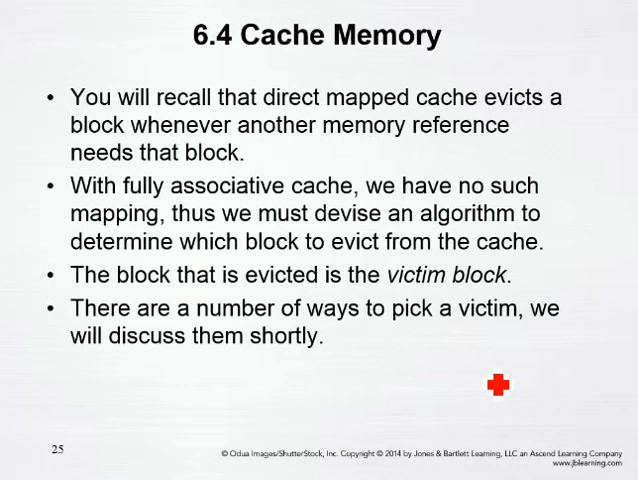 6.4 Cache Memory
• You will recall that direct mapped cache evicts a
block whenever another memory reference
needs that block.
• With fully associative cache, we have no such
mapping, thus we must devise an algorithm to
determine which block to evict from the cache.
• The block that is evicted is the victim block.
• There are a number of ways to pick a victim, we
will discuss them shortly.
25
© Odua Images/ShutterStock, Inc. Copyright © 2014 by Jones & Bartlett Learning, LLC an Ascend Learning Company
www.jblearning.com